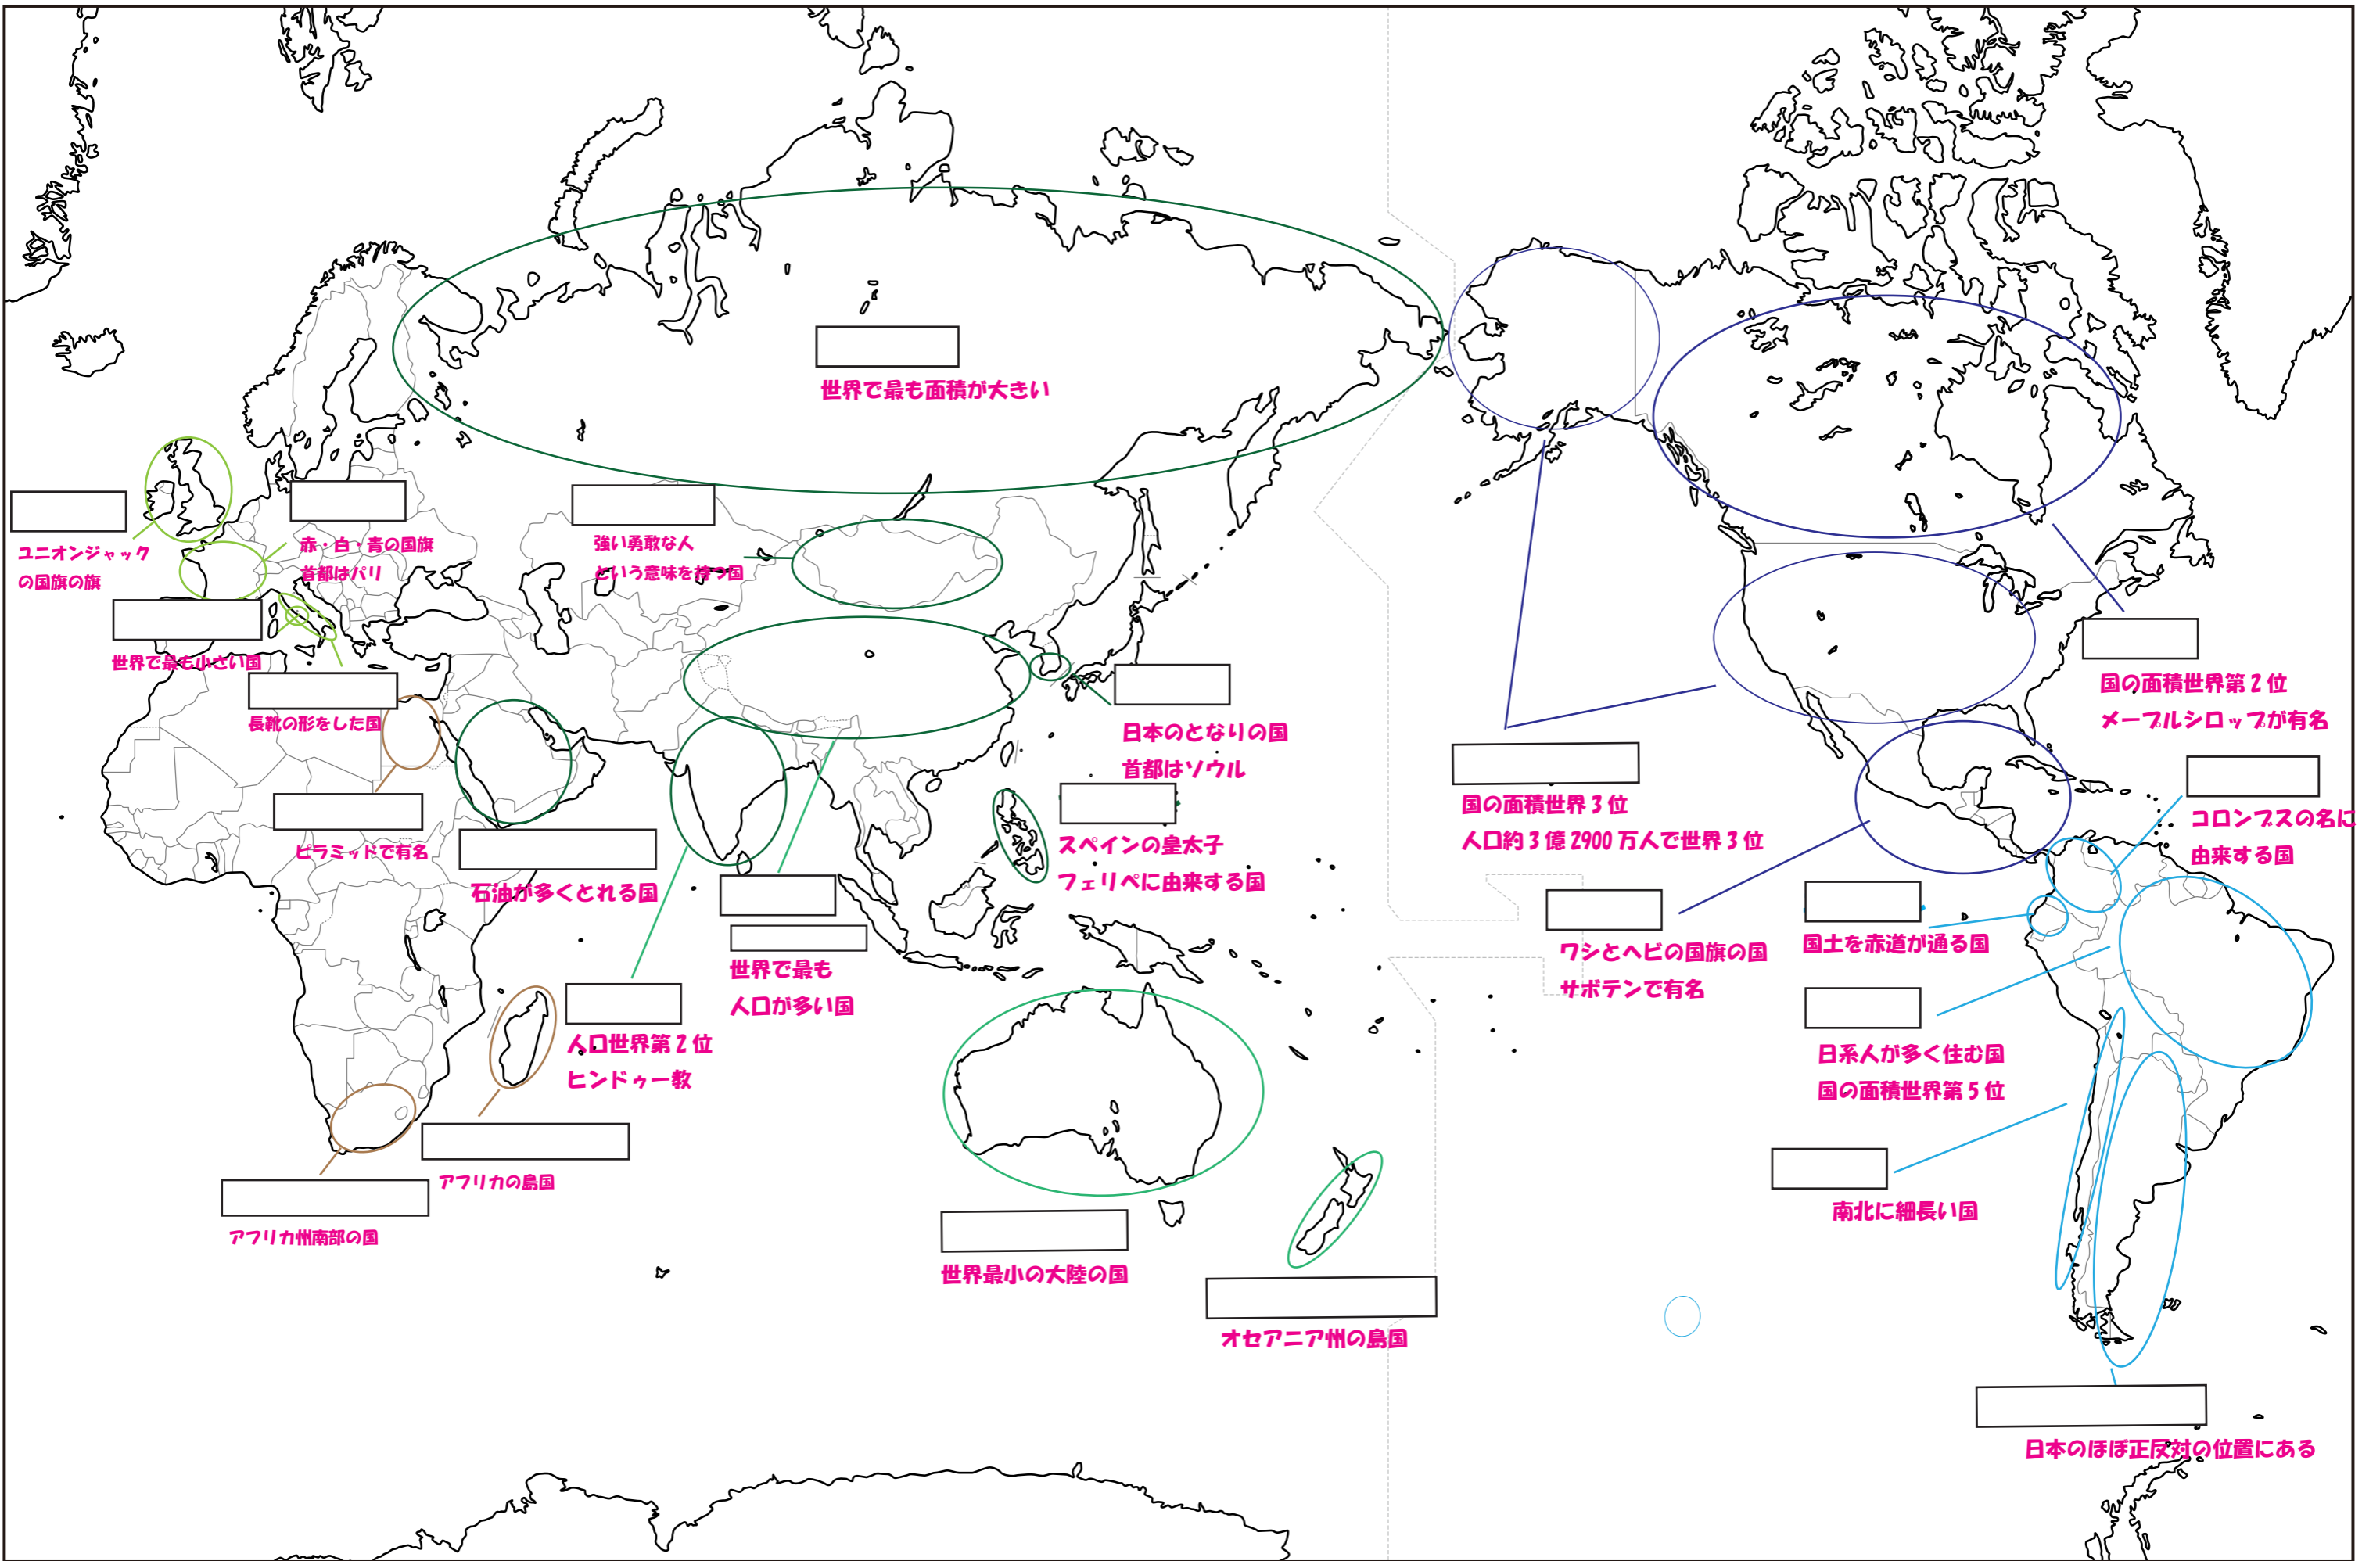 世界で最も面積が大きい
ユニオンジャック
の国旗の旗
赤・白・青の国旗
首都はパリ
強い勇敢な人
という意味を持つ国
世界で最も小さい国
長靴の形をした国
ピラミッドで有名
石油が多くとれる国
日本のとなりの国
首都はソウル
スペインの皇太子
フェリペに由来する国
世界で最も
人口が多い国
人口世界第2位
ヒンドゥー教
アフリカの島国
アフリカ州南部の国
世界最小の大陸の国
オセアニア州の島国
国の面積世界第2位
メープルシロップが有名
国の面積世界3位
人口約3億2900万人で世界3位
コロンブスの名に
由来する国
ワシとヘビの国旗の国
サボテンで有名
国土を赤道が通る国
日系人が多く住む国
国の面積世界第5位
南北に細長い国
日本のほぼ正反対の位置にある